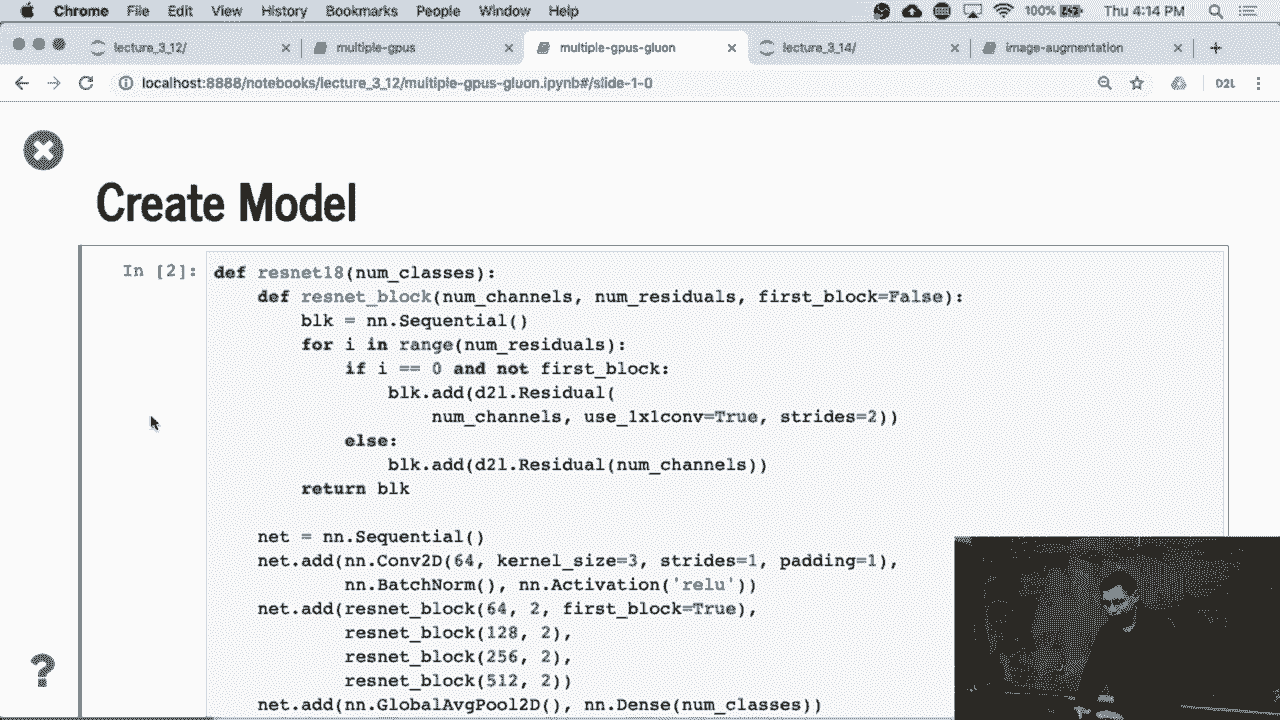 Chrome File Edit View History Bookmarks People Window Help 100% Thu 4:14 PM
lecture_3_12/ multiple-gpus multiple-gpus-gluon lecture_3_14/ image-augmentation
localhost:8888/notebooks/lecture_3_12/multiple-gpus-gluon.ipynb#/slide-1-0 D2L
Create Model
In [2]: def resnet18(num_classes):
    def resnet_block(num_channels, num_residuals, first_block=False):
        blk = nn.Sequential()
        for i in range(num_residuals):
            if i == 0 and not first_block:
                blk.add(d2l.Residual(
                    num_channels, use_1x1conv=True, strides=2))
            else:
                blk.add(d2l.Residual(num_channels))
        return blk
    net = nn.Sequential()
    net.add(nn.Conv2D(64, kernel_size=3, strides=1, padding=1),
            nn.BatchNorm(), nn.Activation('relu'))
    net.add(resnet_block(64, 2, first_block=True),
            resnet_block(128, 2),
            resnet_block(256, 2),
            resnet_block(512, 2))
    net.add(nn.GlobalAvgPool2D(), nn.Dense(num_classes))
?